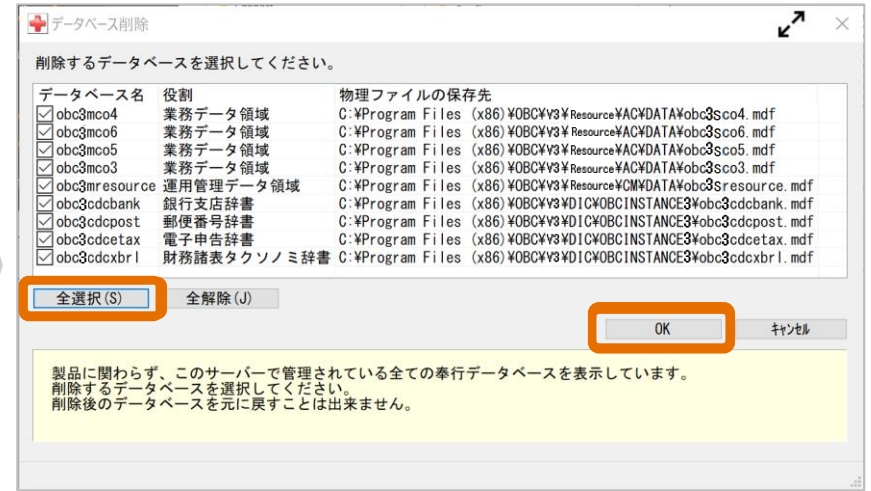 データベース削除
削除するデータベースを選択してください。
データベース名 役割 物理ファイルの保存先
obc3mco4 業務データ領域 C:¥Program Files (x86)¥OBC¥V3¥Resource¥AC¥DATA¥obc3sco4.mdf
obc3mco6 業務データ領域 C:¥Program Files (x86)¥OBC¥V3¥Resource¥AC¥DATA¥obc3sco6.mdf
obc3mco5 業務データ領域 C:¥Program Files (x86)¥OBC¥V3¥Resource¥AC¥DATA¥obc3sco5.mdf
obc3mco3 業務データ領域 C:¥Program Files (x86)¥OBC¥V3¥Resource¥AC¥DATA¥obc3sco3.mdf
obc3mresource 運用管理データ領域 C:¥Program Files (x86)¥OBC¥V3¥Resource¥CM¥DATA¥obc3sresource.mdf
obc3cdcbank 銀行支店辞書 C:¥Program Files (x86)¥OBC¥V3¥DIC¥OBCINSTANCE3¥obc3cdcbank.mdf
obc3cdcpost 郵便番号辞書 C:¥Program Files (x86)¥OBC¥V3¥DIC¥OBCINSTANCE3¥obc3cdcpost.mdf
obc3cdcetax 電子申告辞書 C:¥Program Files (x86)¥OBC¥V3¥DIC¥OBCINSTANCE3¥obc3cdcetax.mdf
obc3cdcxbrl 財務諸表タクソノミ辞書 C:¥Program Files (x86)¥OBC¥V3¥DIC¥OBCINSTANCE3¥obc3cdcxbrl.mdf
全選択(S) 全解除(J)
OK ｷｬﾝｾﾙ
製品に関わらず、このサーバーで管理されている全ての奉行データベースを表示しています。
削除するデータベースを選択してください。
削除後のデータベースを元に戻すことは出来ません。